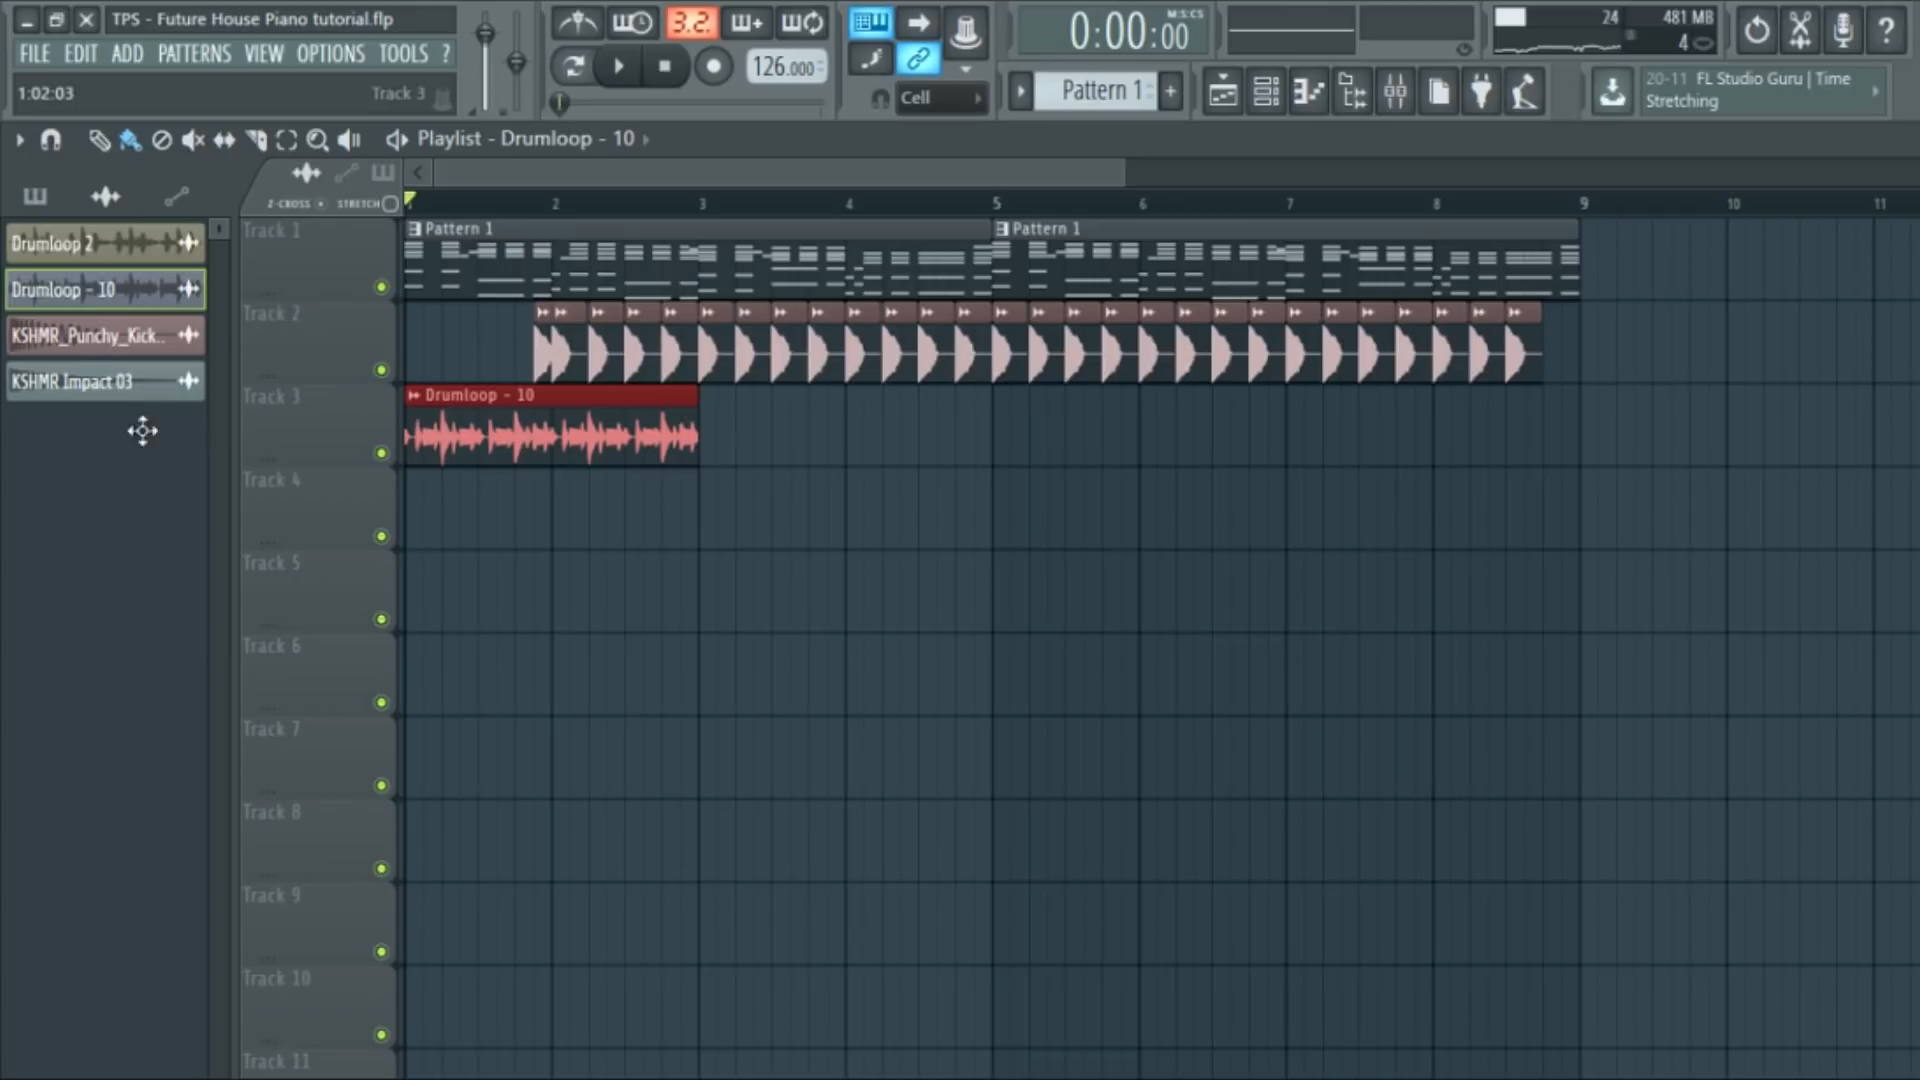 TPS - Future House Piano tutorial.flp
FILE EDIT ADD PATTERNS VIEW OPTIONS TOOLS ?
1:02:03 Track 3
3.2.
126.000
Cell
0:00:00
M:S:CS
Pattern 1
24
481 MB
4
20-11 FL Studio Guru | Time
Stretching
Playlist - Drumloop - 10
Z-CROSS STRETCH
1 2 3 4 5 6 7 8 9 10 11
Drumloop 2
Drumloop - 10
KSHMR_Punchy_Kick..
KSHMR Impact 03
Track 1
Pattern 1
Pattern 1
Track 2
Track 3
Drumloop - 10
Track 4
Track 5
Track 6
Track 7
Track 8
Track 9
Track 10
Track 11